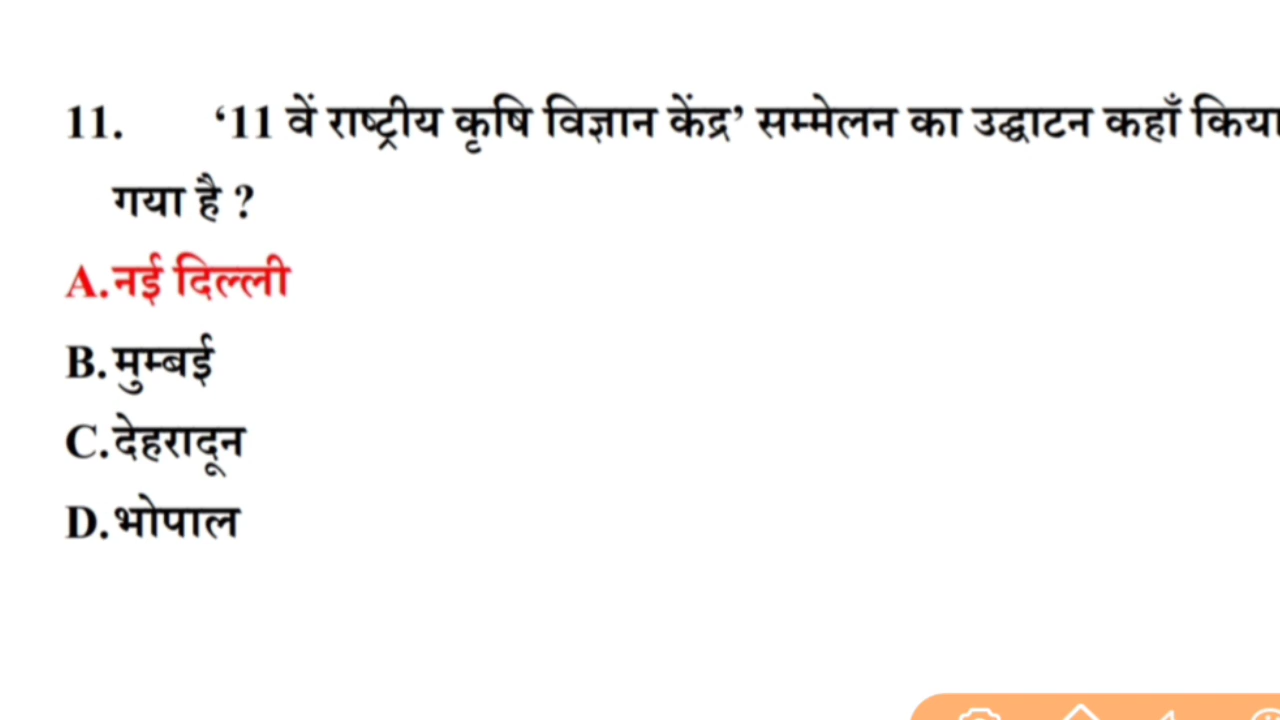 11. ‘11 वें राष्ट्रीय कृषि विज्ञान केंद्र’ सम्मेलन का उद्घाटन कहाँ किया
गया है ?
A.नई दिल्ली
B.मुम्बई
C.देहरादून
D.भोपाल